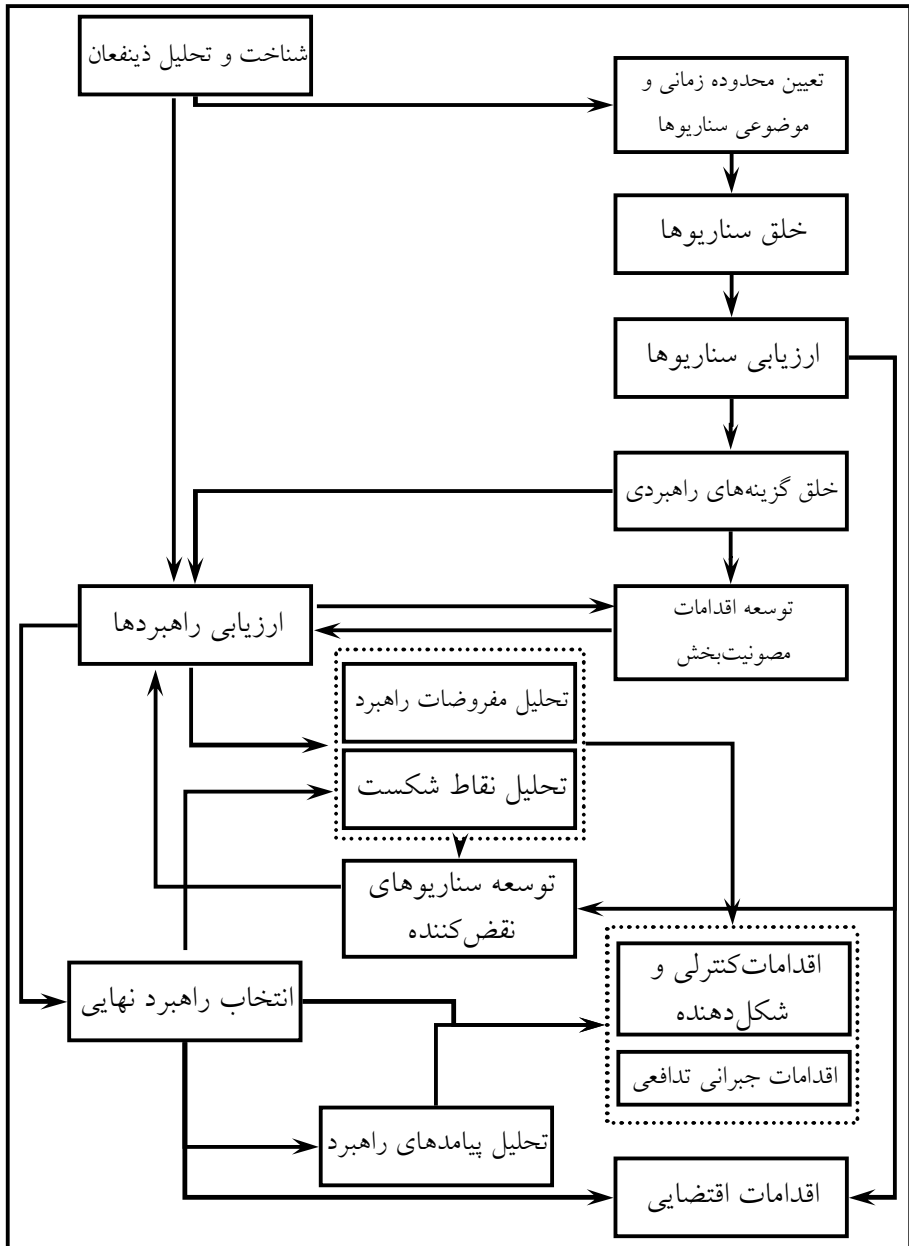 شناخت و تحلیل ذینفعان
تعیین محدوده زمانی و
موضوعی سناریوها
خلق سناریوها
ارزیابی سناریوها
خلق گزینه‌های راهبردی
توسعه اقدامات
مصونیت‌بخش
ارزیابی راهبردها
تحلیل مفروضات راهبرد
تحلیل نقاط شکست
توسعه سناریوهای
نقض‌کننده
اقدامات‌کنترلی و
شکل‌دهنده
اقدامات جبرانی تدافعی
انتخاب راهبرد نهایی
تحلیل پیامدهای راهبرد
اقدامات اقتضایی